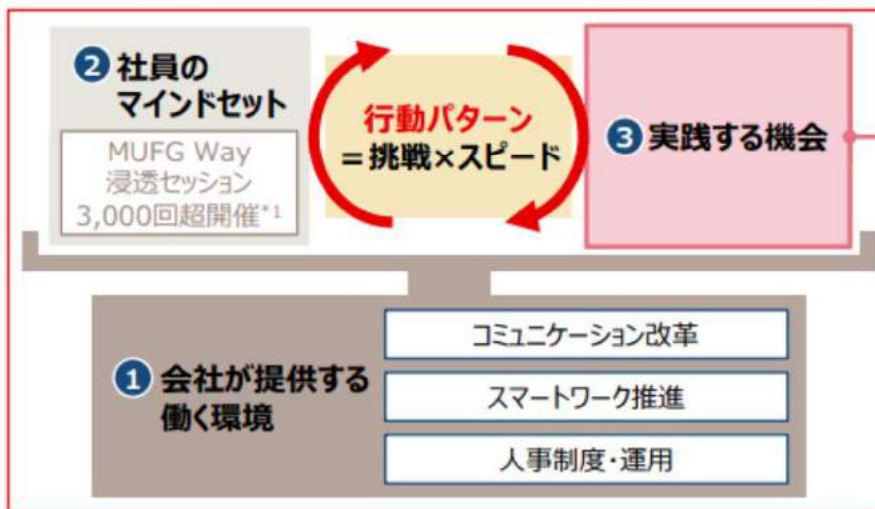 ② 社員の
マインドセット
MUFG Way
浸透セッション
3,000回超開催*1
行動パターン
=挑戦×スピード
③ 実践する機会
① 会社が提供する
働く環境
コミュニケーション改革
スマートワーク推進
人事制度・運用